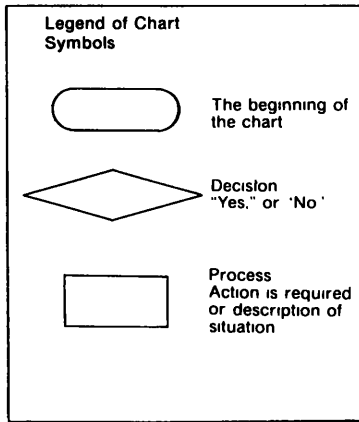 Legend of Chart
Symbols
The beginning of
the chart
Decision
"Yes," or 'No'
Process
Action is required
or description of
situation